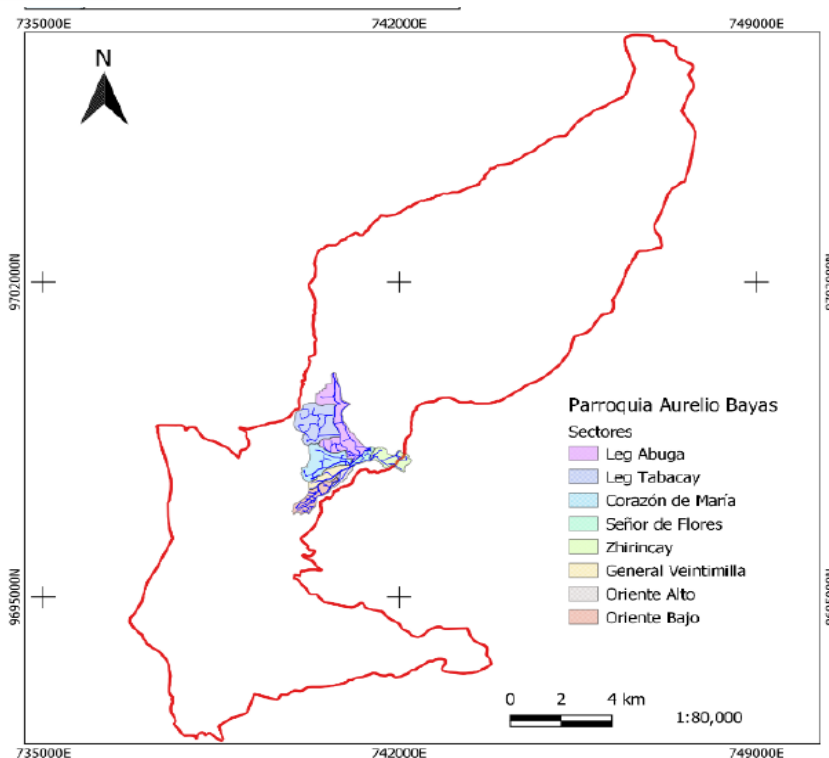 735000E 742000E 749000E
N
9702000N 9702000N
Parroquia Aurelio Bayas
Sectores
Leg Abuga
Leg Tabacay
Corazón de María
Señor de Flores
Zhirincay
General Veintimilla
Oriente Alto
Oriente Bajo
9695000N 9695000N
0 2 4 km
1:80,000
735000E 742000E 749000E